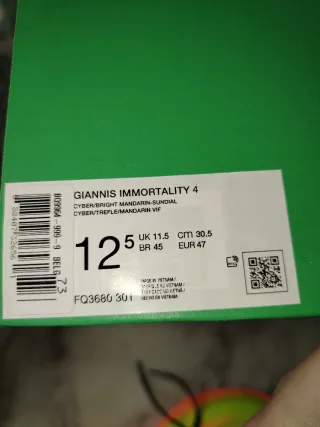 GIANNIS IMMORTALITY 4
CYBER/BRIGHT MANDARIN-SUNDIAL
CYBER/TREFLE/MANDARIN VIF
12 5
UK 11.5 cm 30.5
BR 45 EUR 47
MADE IN VIETNAM /
FQ3680 301